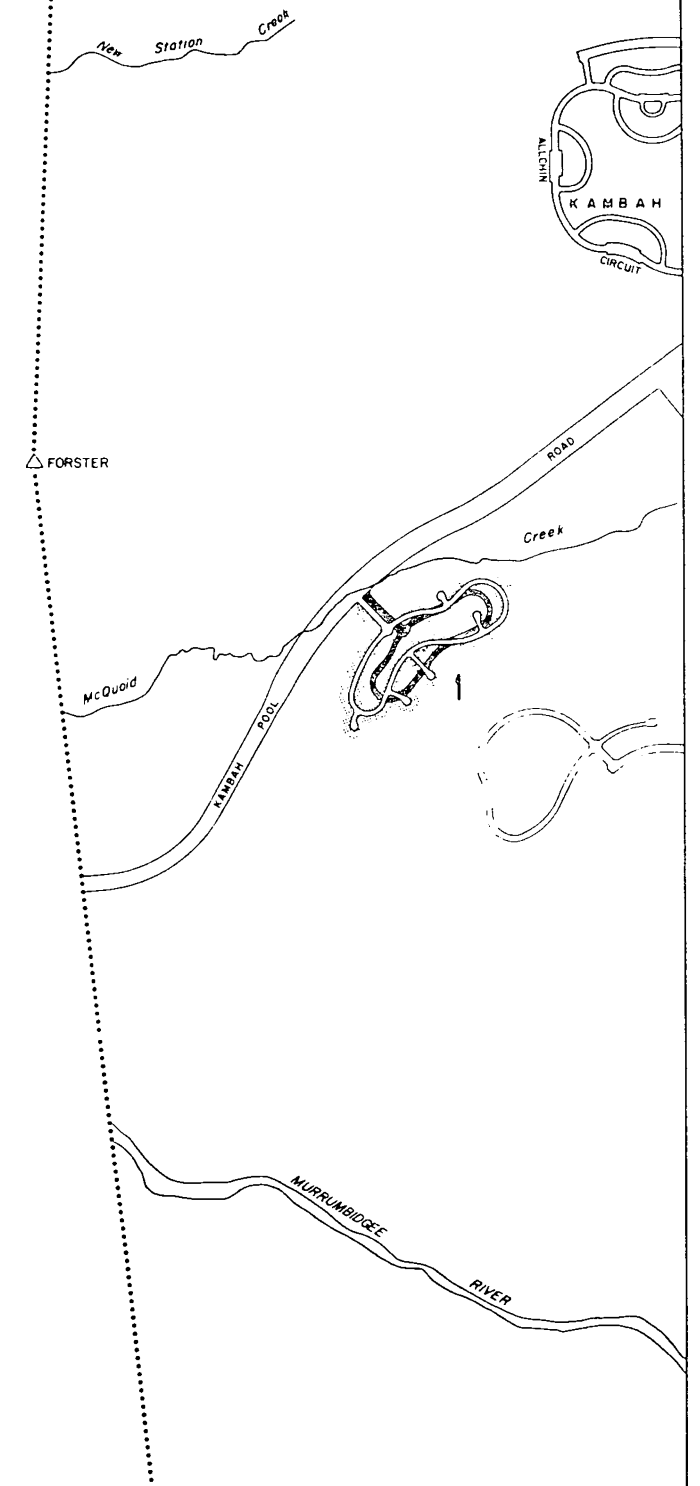 New Station Creek
ALLCHIN
KAMBAH
CIRCUIT
ROAD
FORSTER
Creek
McQuoid
POOL
KAMBAH
1
MURRUMBIDGEE
RIVER